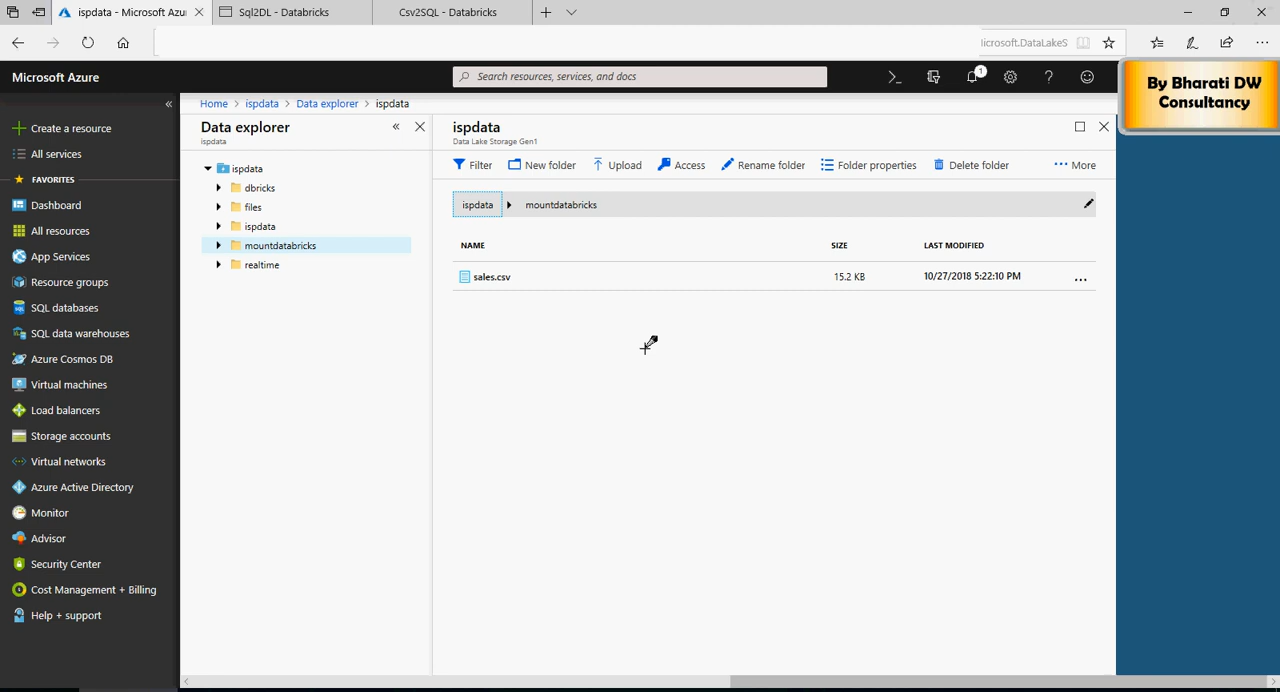 ispdata - Microsoft Azu
Sql2DL - Databricks
Csv2SQL - Databricks
icrosoft.DataLakeS
Microsoft Azure
Search resources, services, and docs
1
By Bharati DW
Consultancy
Create a resource
All services
FAVORITES
Dashboard
All resources
App Services
Resource groups
SQL databases
SQL data warehouses
Azure Cosmos DB
Virtual machines
Load balancers
Storage accounts
Virtual networks
Azure Active Directory
Monitor
Advisor
Security Center
Cost Management + Billing
Help + support
Home > ispdata > Data explorer > ispdata
Data explorer
ispdata
ispdata
dbricks
files
ispdata
mountdatabricks
realtime
ispdata
Data Lake Storage Gen1
Filter New folder Upload Access Rename folder Folder properties Delete folder ... More
ispdata mountdatabricks
NAME SIZE LAST MODIFIED
sales.csv 15.2 KB 10/27/2018 5:22:10 PM ...